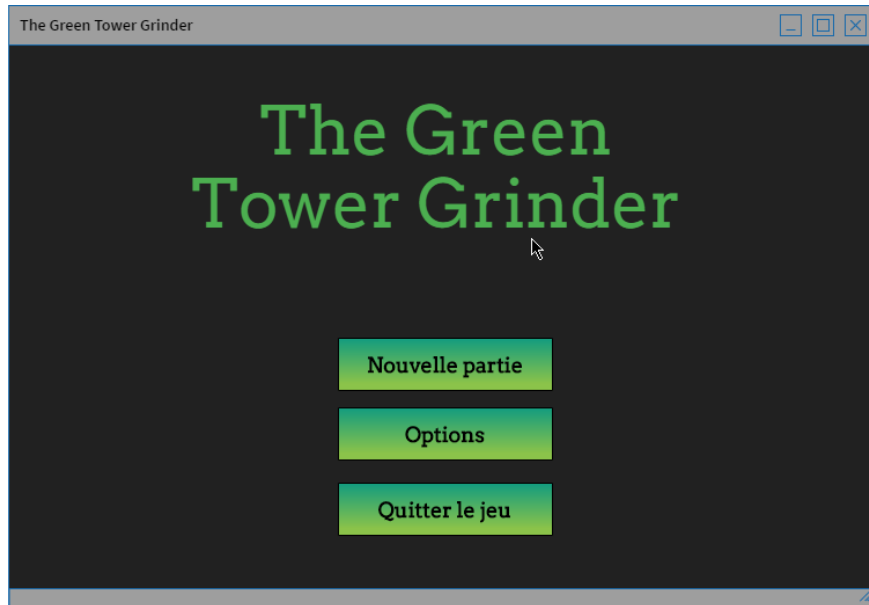 The Green Tower Grinder
The Green
Tower Grinder
Nouvelle partie
Options
Quitter le jeu